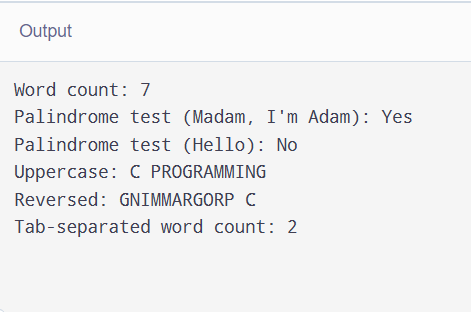 Output
Word count: 7
Palindrome test (Madam, I'm Adam): Yes
Palindrome test (Hello): No
Uppercase: C PROGRAMMING
Reversed: GNIMMARGORP C
Tab-separated word count: 2